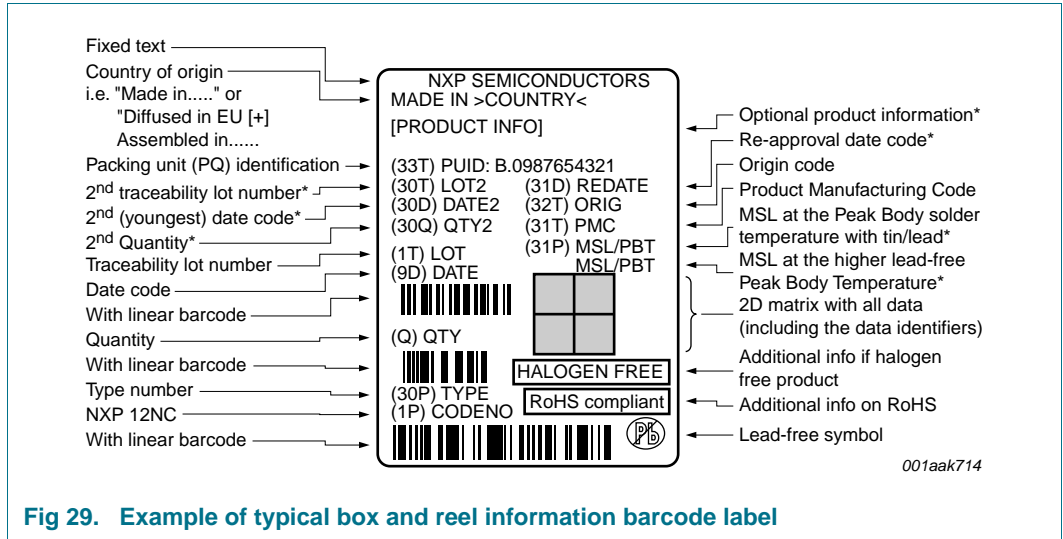 Fixed text
Country of origin
i.e. "Made in....." or
"Diffused in EU [+]
Assembled in......
Packing unit (PQ) identification
2nd traceability lot number*
2nd (youngest) date code*
2nd Quantity*
Traceability lot number
Date code
With linear barcode
Quantity
With linear barcode
Type number
NXP 12NC
With linear barcode
NXP SEMICONDUCTORS
MADE IN >COUNTRY<
[PRODUCT INFO]
(33T) PUID: B.0987654321
(30T) LOT2 (31D) REDATE
(30D) DATE2 (32T) ORIG
(30Q) QTY2 (31T) PMC
(31P) MSL/PBT
(1T) LOT MSL/PBT
(9D) DATE
(Q) QTY
HALOGEN FREE
(30P) TYPE
RoHS compliant
(1P) CODENO
Pb
Optional product information*
Re-approval date code*
Origin code
Product Manufacturing Code
MSL at the Peak Body solder
temperature with tin/lead*
MSL at the higher lead-free
Peak Body Temperature*
2D matrix with all data
(including the data identifiers)
Additional info if halogen
free product
Additional info on RoHS
Lead-free symbol
001aak714
Fig 29. Example of typical box and reel information barcode label